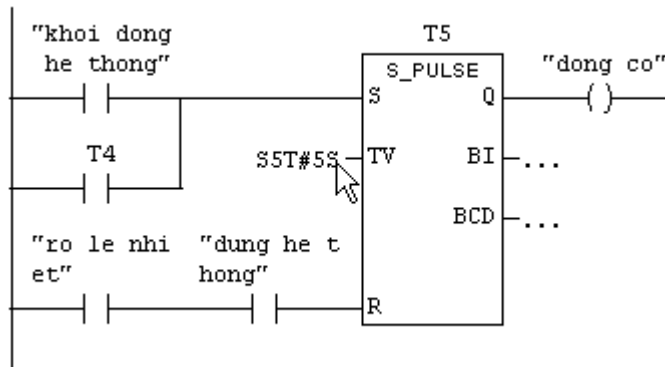 "khoi dong
he thong"
T5
S_PULSE
"dong co"
S
Q
T4
S5T#5S
TV
BI
...
BCD
...
"ro le nhi
et"
"dung he t
hong"
R